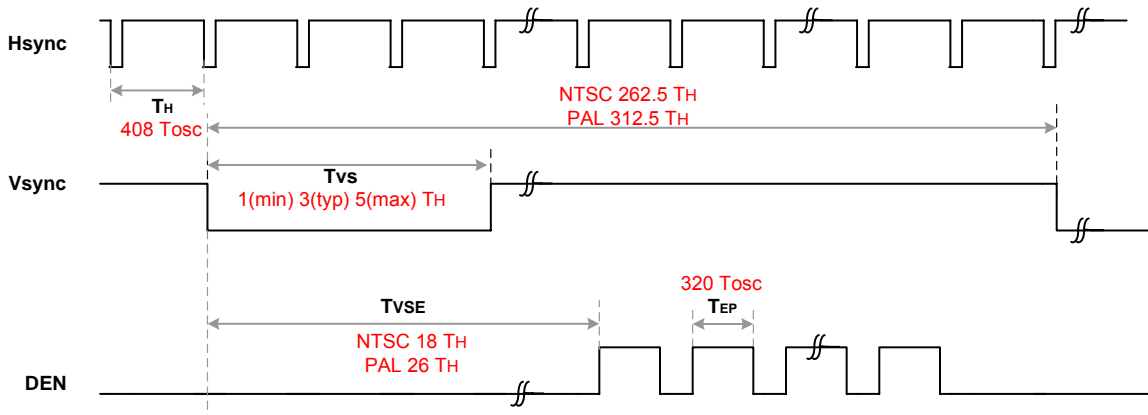 Hsync
TH
408 Tosc
NTSC 262.5 TH
PAL 312.5 TH
Vsync
TVS
1(min) 3(typ) 5(max) TH
320 Tosc
TVSE
TEP
NTSC 18 TH
PAL 26 TH
DEN